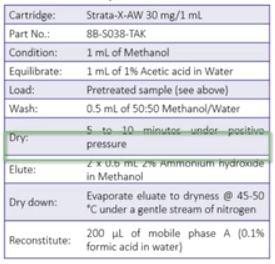 Cartridge: Strata-X-AW 30 mg/1 mL
Part No.: 8B-S038-TAK
Condition: 1 mL of Methanol
Equilibrate: 1 mL of 1% Acetic acid in Water
Load: Pretreated sample (see above)
Wash: 0.5 mL of 50:50 Methanol/Water
Dry: 5 to 10 minutes under positive
pressure
Elute: 2 x 0.6 mL 2% Ammonium hydroxide
in Methanol
Dry down: Evaporate eluate to dryness @ 45-50
°C under a gentle stream of nitrogen
Reconstitute: 200 µL of mobile phase A (0.1%
formic acid in water)